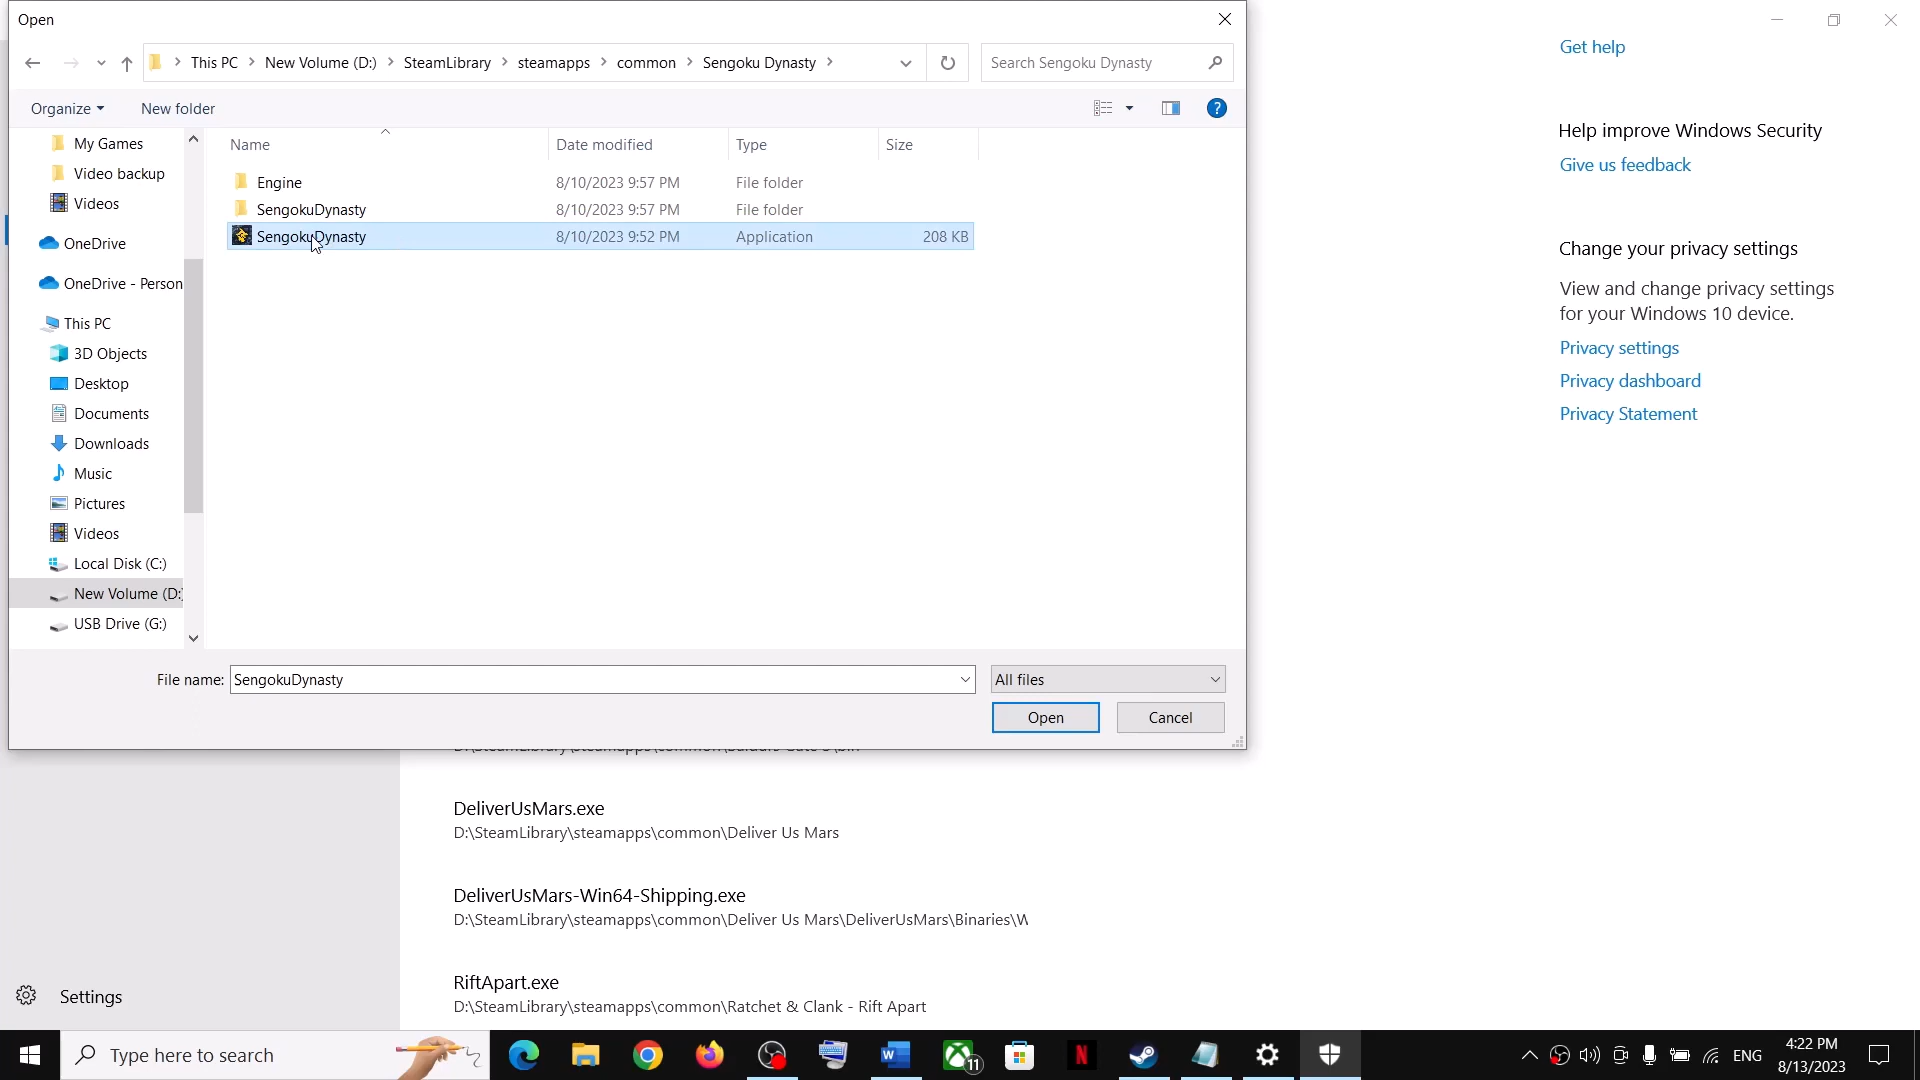 Open
This PC > New Volume (D:) > SteamLibrary > steamapps > common > Sengoku Dynasty >
Search Sengoku Dynasty
Organize
New folder
Name
Date modified
Type
Size
My Games
Video backup
Videos
OneDrive
OneDrive - Person
This PC
3D Objects
Desktop
Documents
Downloads
Music
Pictures
Videos
Local Disk (C:)
New Volume (D:)
USB Drive (G:)
Engine 8/10/2023 9:57 PM File folder
SengokuDynasty 8/10/2023 9:57 PM File folder
SengokuDynasty 8/10/2023 9:52 PM Application 208 KB
File name: SengokuDynasty
All files
Open
Cancel
Get help
Help improve Windows Security
Give us feedback
Change your privacy settings
View and change privacy settings
for your Windows 10 device.
Privacy settings
Privacy dashboard
Privacy Statement
DeliverUsMars.exe
D:\SteamLibrary\steamapps\common\Deliver Us Mars
DeliverUsMars-Win64-Shipping.exe
D:\SteamLibrary\steamapps\common\Deliver Us Mars\DeliverUsMars\Binaries\W
RiftApart.exe
D:\SteamLibrary\steamapps\common\Ratchet & Clank - Rift Apart
Settings
Type here to search
11
ENG
4:22 PM
8/13/2023